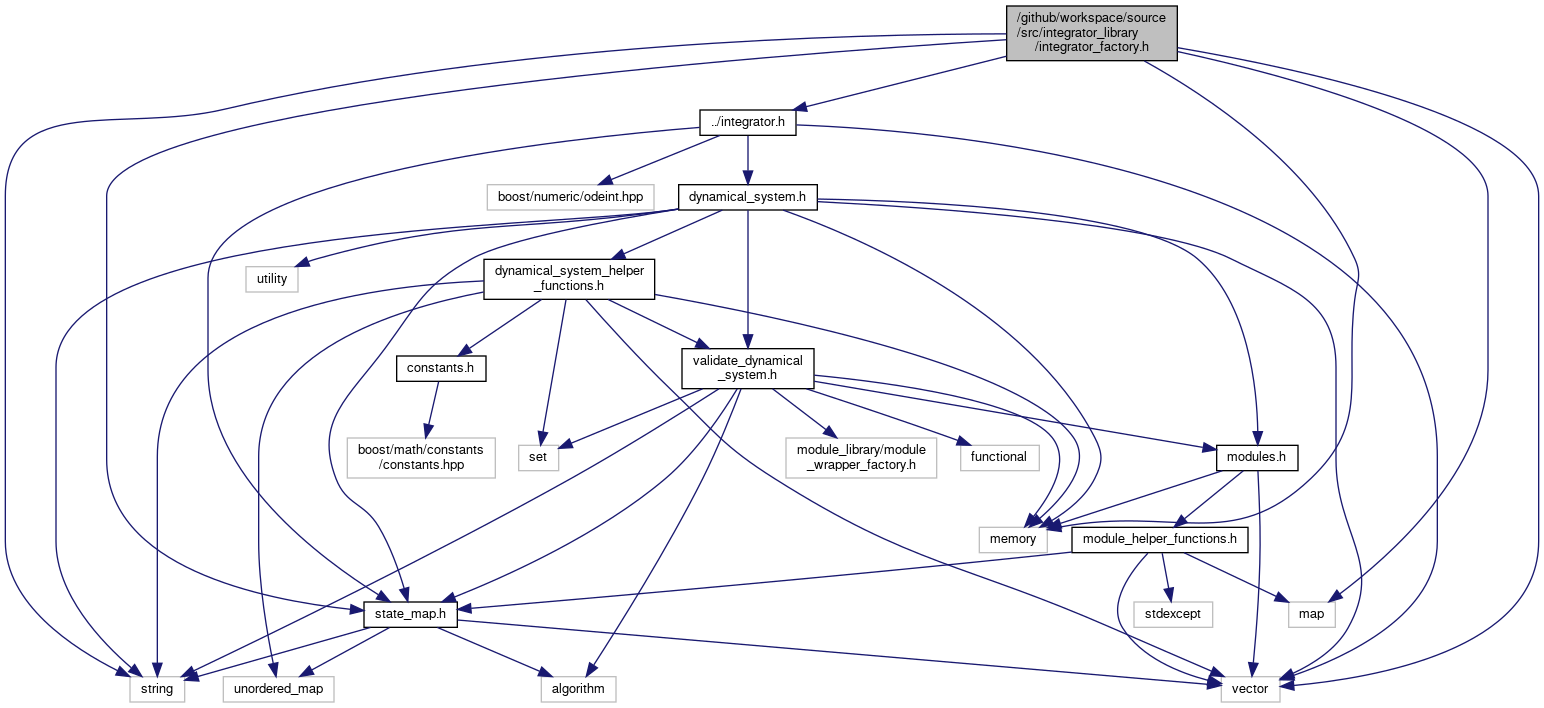 /github/workspace/source
/src/integrator_library
/integrator_factory.h
../integrator.h
boost/numeric/odeint.hpp
dynamical_system.h
utility
dynamical_system_helper
_functions.h
constants.h
validate_dynamical
_system.h
boost/math/constants
/constants.hpp
set
module_library/module
_wrapper_factory.h
functional
modules.h
memory
module_helper_functions.h
state_map.h
stdexcept
map
string
unordered_map
algorithm
vector